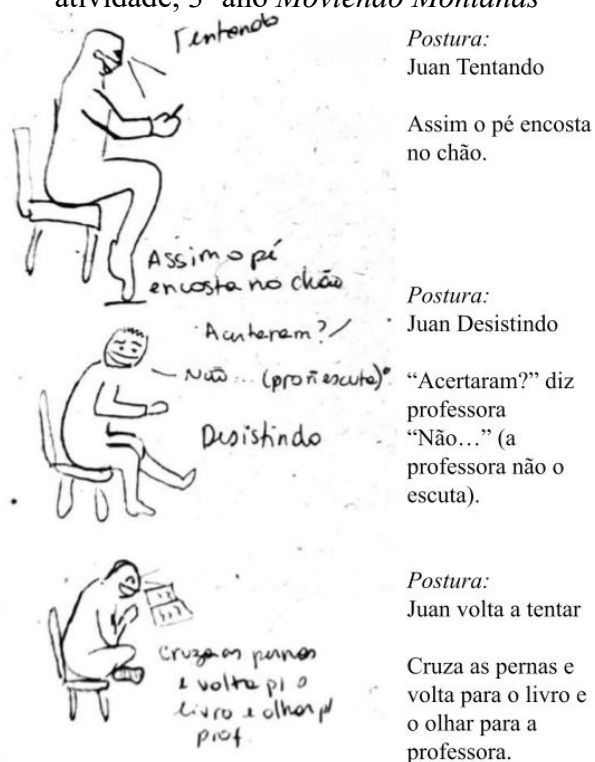 atividade, 5º ano Moviendo Montañas
Tentando
Postura:
Juan Tentando
Assim o pé encosta
no chão.
Assim o pé
encosta no chão
Postura:
Juan Desistindo
Acertaram?
Não... (prof ñ escuta)
Desistindo
“Acertaram?” diz
professora
“Não…” (a
professora não o
escuta).
Postura:
Juan volta a tentar
Cruza as pernas
e volta p/ o
livro e olhar p/
prof.
Cruza as pernas e
volta para o livro e
o olhar para a
professora.